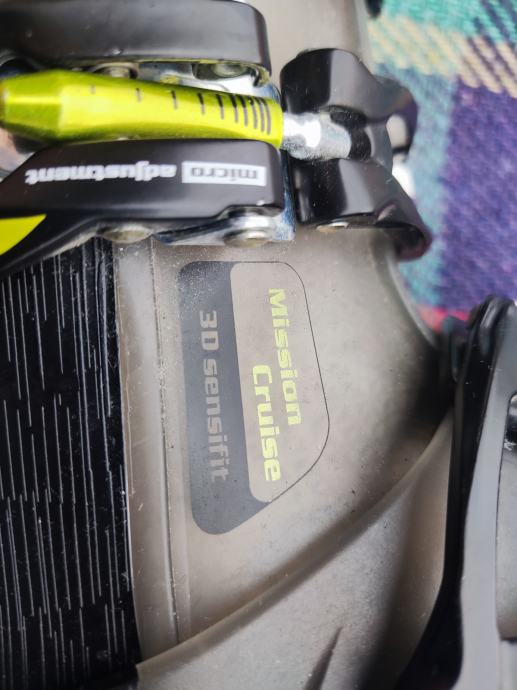 micro
adjustment
Mission
Cruise
3D sensifit